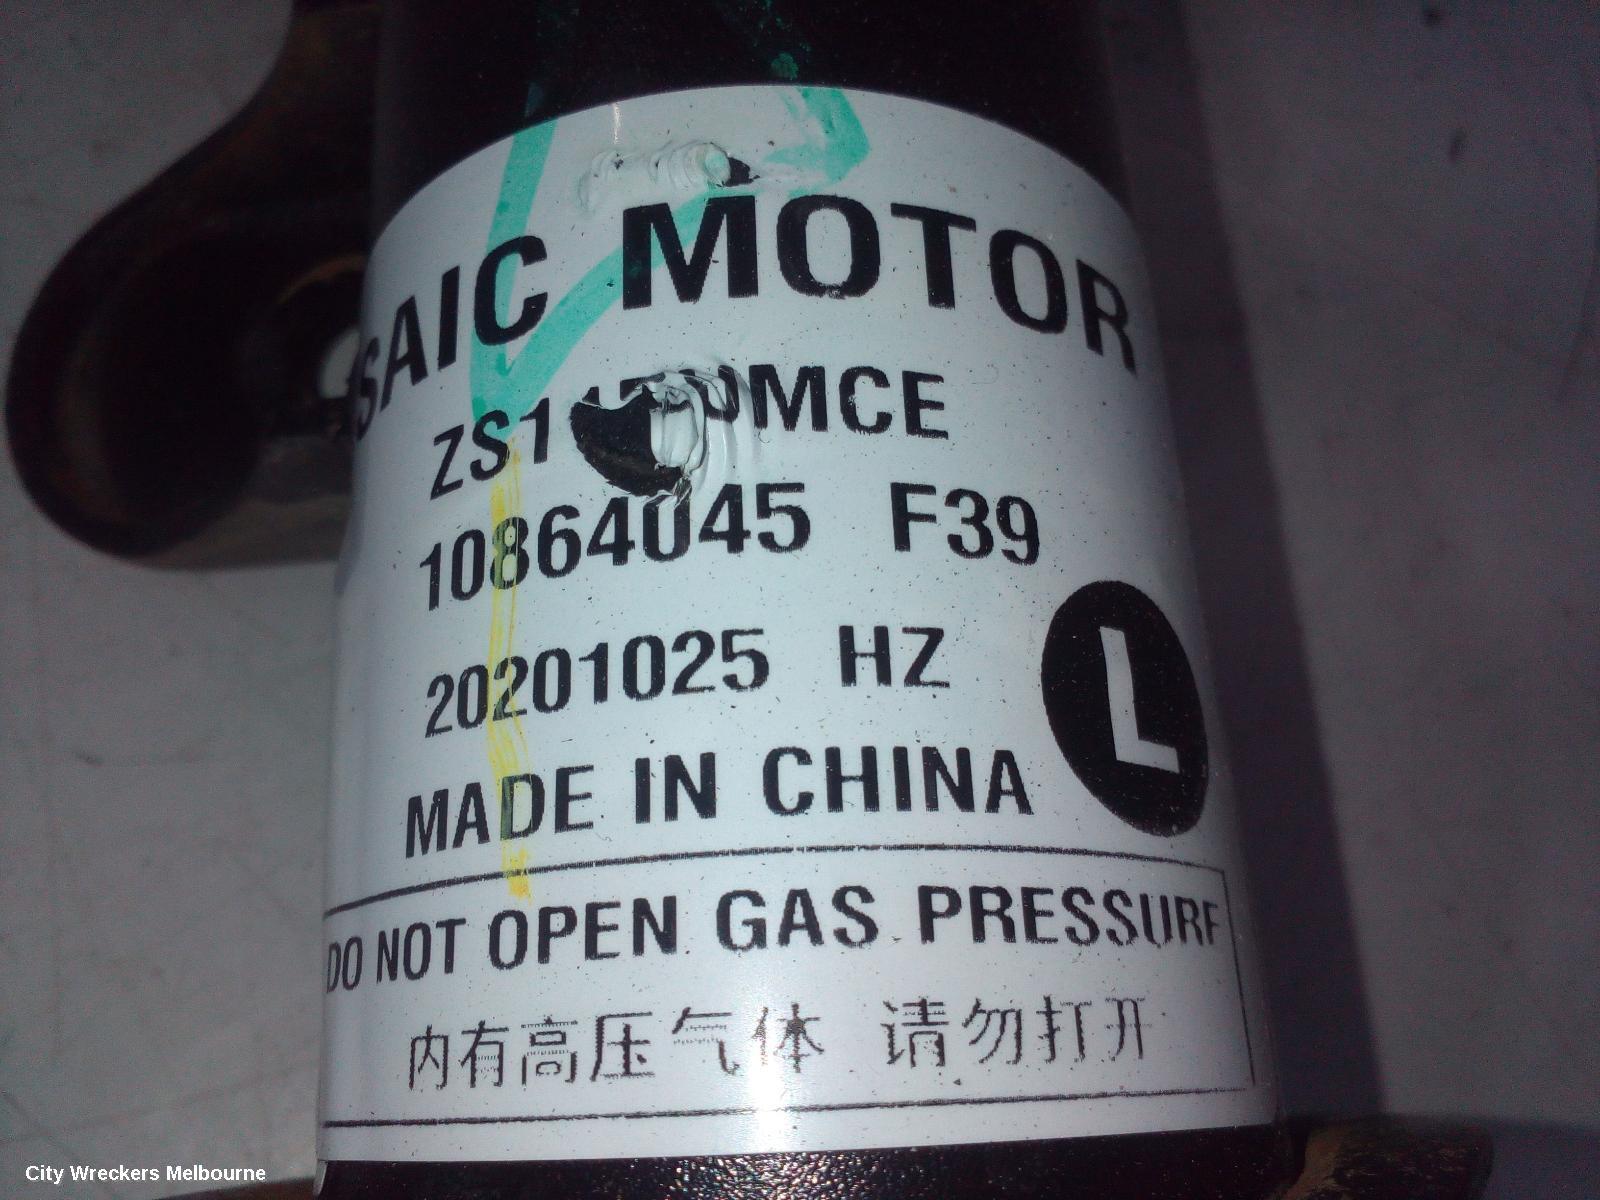 SAIC MOTOR
10864045 F39
20201025 HZ
L
MADE IN CHINA
DO NOT OPEN GAS PRESSURE
内有高压气体 请勿打开
City Wreckers Melbourne